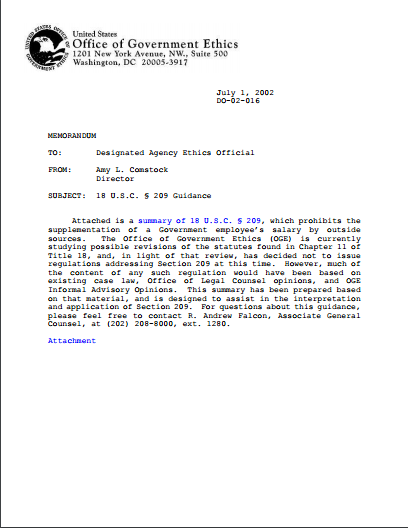 United States
Office of Government Ethics
1201 New York Avenue, NW., Suite 500
Washington, DC  20005-3917
July 1, 2002
DO-02-016
MEMORANDUM
TO: Designated Agency Ethics Official
FROM: Amy L. Comstock
Director
SUBJECT: 18 U.S.C. § 209 Guidance
Attached is a summary of 18 U.S.C. § 209, which prohibits the
supplementation of a Government employee's salary by outside
sources. The Office of Government Ethics (OGE) is currently
studying possible revisions of the statutes found in Chapter 11 of
Title 18, and, in light of that review, has decided not to issue
regulations addressing Section 209 at this time. However, much of
the content of any such regulation would have been based on
existing case law, Office of Legal Counsel opinions, and OGE
Informal Advisory Opinions. This summary has been prepared based
on that material, and is designed to assist in the interpretation
and application of Section 209. For questions about this guidance,
please feel free to contact R. Andrew Falcon, Associate General
Counsel, at (202) 208-8000, ext. 1280.
Attachment